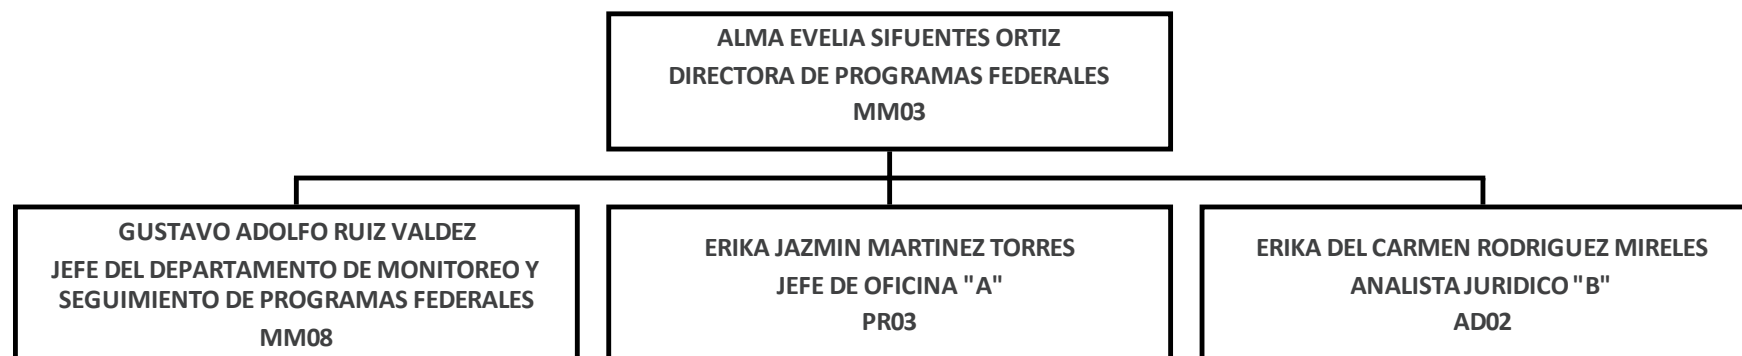 ALMA EVELIA SIFUENTES ORTIZ
DIRECTORA DE PROGRAMAS FEDERALES
MM03
GUSTAVO ADOLFO RUIZ VALDEZ
JEFE DEL DEPARTAMENTO DE MONITOREO Y
SEGUIMIENTO DE PROGRAMAS FEDERALES
MM08
ERIKA JAZMIN MARTINEZ TORRES
JEFE DE OFICINA "A"
PR03
ERIKA DEL CARMEN RODRIGUEZ MIRELES
ANALISTA JURIDICO "B"
AD02